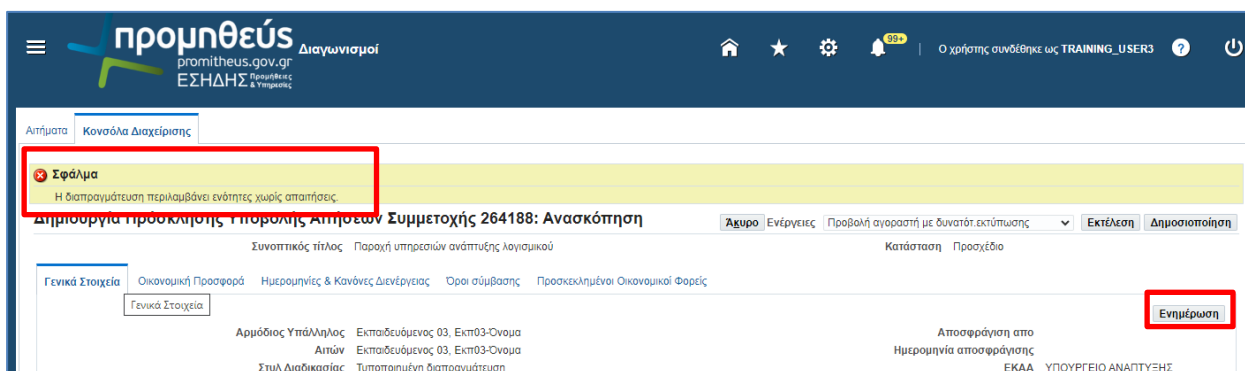 προμηθεύς Διαγωνισμοί
promitheus.gov.gr
ΕΣΗΔΗΣ Προμήθειες & Υπηρεσίες
99+ | Ο χρήστης συνδέθηκε ως TRAINING_USER3 ?
Αιτήματα Κονσόλα Διαχείρισης
Σφάλμα
Η διαπραγμάτευση περιλαμβάνει ενότητες χωρίς απαιτήσεις.
Δημιουργία Πρόσκλησης Υποβολής Αιτήσεων Συμμετοχής 264188: Ανασκόπηση Άκυρο Ενέργειες Προβολή αγοραστή με δυνατότ.εκτύπωσης Εκτέλεση Δημοσιοποίηση
Συνοπτικός τίτλος Παροχή υπηρεσιών ανάπτυξης λογισμικού Κατάσταση Προσχέδιο
Γενικά Στοιχεία Οικονομική Προσφορά Ημερομηνίες & Κανόνες Διενέργειας Όροι σύμβασης Προσκεκλημένοι Οικονομικοί Φορείς
Γενικά Στοιχεία
Ενημέρωση
Αρμόδιος Υπάλληλος Εκπαιδευόμενος 03, Εκπ03-Όνομα Αποσφράγιση απο
Αιτών Εκπαιδευόμενος 03, Εκπ03-Όνομα Ημερομηνία αποσφράγισης
Στυλ Διαδικασίας Τυποποιημένη διαπραγμάτευση ΕΚΑΑ ΥΠΟΥΡΓΕΙΟ ΑΝΑΠΤΥΞΗΣ